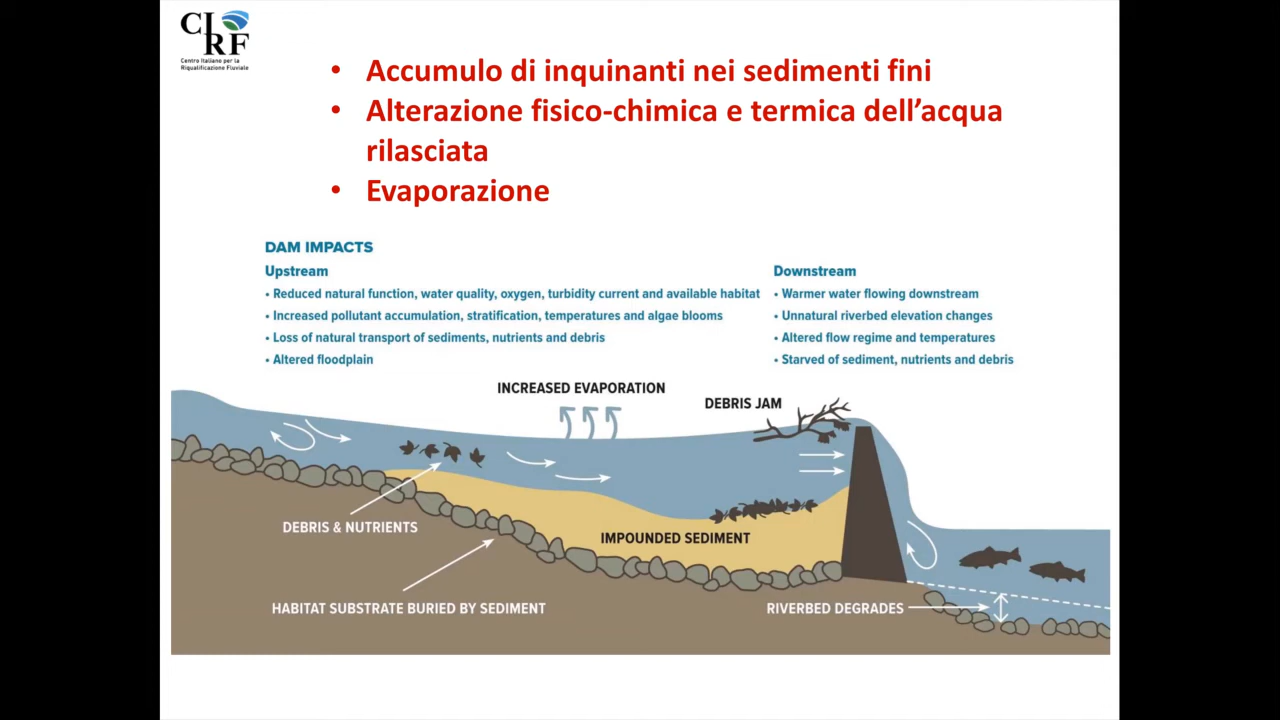 CIRF
Centro Italiano per la
Riqualificazione Fluviale
• Accumulo di inquinanti nei sedimenti fini
• Alterazione fisico-chimica e termica dell’acqua
rilasciata
• Evaporazione
DAM IMPACTS
Upstream
• Reduced natural function, water quality, oxygen, turbidity current and available habitat
• Increased pollutant accumulation, stratification, temperatures and algae blooms
• Loss of natural transport of sediments, nutrients and debris
• Altered floodplain
Downstream
• Warmer water flowing downstream
• Unnatural riverbed elevation changes
• Altered flow regime and temperatures
• Starved of sediment, nutrients and debris
INCREASED EVAPORATION
DEBRIS JAM
DEBRIS & NUTRIENTS
IMPOUNDED SEDIMENT
HABITAT SUBSTRATE BURIED BY SEDIMENT
RIVERBED DEGRADES